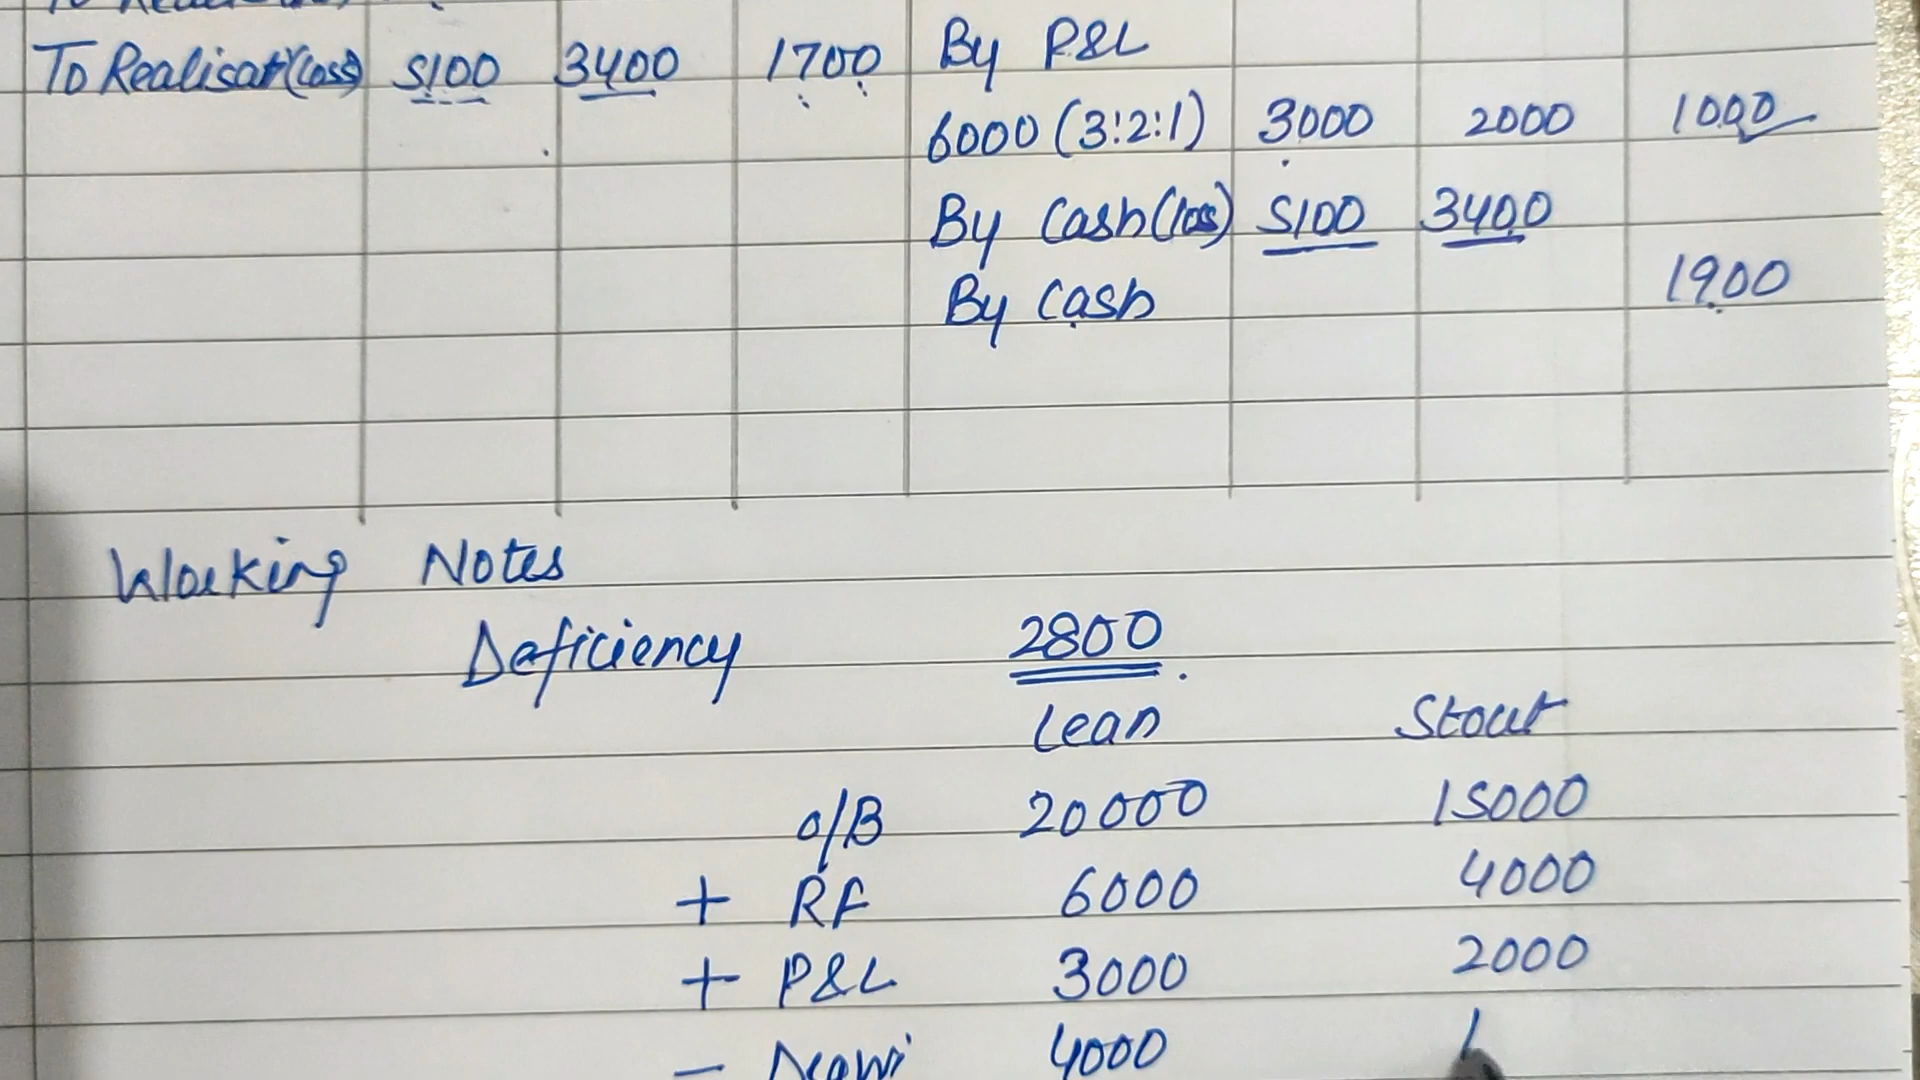 To Realisat(loss) 5100 3400 1700 By P&L
6000 (3:2:1) 3000 2000 1000
By Cash(loss) 5100 3400
By Cash 1900
Working Notes
Deficiency 2800
Lean Stout
O/B 20000 15000
+ RF 6000 4000
+ P&L 3000 2000
- Drawi 4000